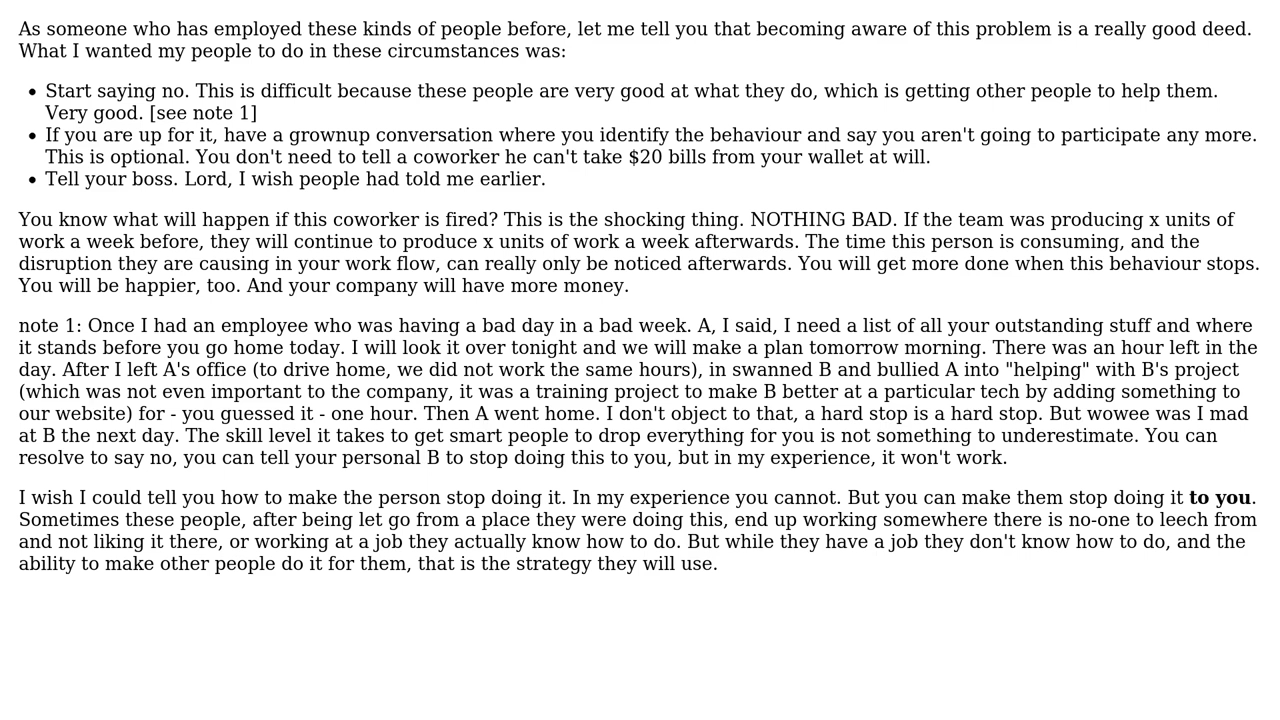 As someone who has employed these kinds of people before, let me tell you that becoming aware of this problem is a really good deed.
What I wanted my people to do in these circumstances was:
• Start saying no. This is difficult because these people are very good at what they do, which is getting other people to help them.
Very good. [see note 1]
• If you are up for it, have a grownup conversation where you identify the behaviour and say you aren't going to participate any more.
This is optional. You don't need to tell a coworker he can't take $20 bills from your wallet at will.
• Tell your boss. Lord, I wish people had told me earlier.
You know what will happen if this coworker is fired? This is the shocking thing. NOTHING BAD. If the team was producing x units of
work a week before, they will continue to produce x units of work a week afterwards. The time this person is consuming, and the
disruption they are causing in your work flow, can really only be noticed afterwards. You will get more done when this behaviour stops.
You will be happier, too. And your company will have more money.
note 1: Once I had an employee who was having a bad day in a bad week. A, I said, I need a list of all your outstanding stuff and where
it stands before you go home today. I will look it over tonight and we will make a plan tomorrow morning. There was an hour left in the
day. After I left A's office (to drive home, we did not work the same hours), in swanned B and bullied A into "helping" with B's project
(which was not even important to the company, it was a training project to make B better at a particular tech by adding something to
our website) for - you guessed it - one hour. Then A went home. I don't object to that, a hard stop is a hard stop. But wowee was I mad
at B the next day. The skill level it takes to get smart people to drop everything for you is not something to underestimate. You can
resolve to say no, you can tell your personal B to stop doing this to you, but in my experience, it won't work.
I wish I could tell you how to make the person stop doing it. In my experience you cannot. But you can make them stop doing it to you.
Sometimes these people, after being let go from a place they were doing this, end up working somewhere there is no-one to leech from
and not liking it there, or working at a job they actually know how to do. But while they have a job they don't know how to do, and the
ability to make other people do it for them, that is the strategy they will use.